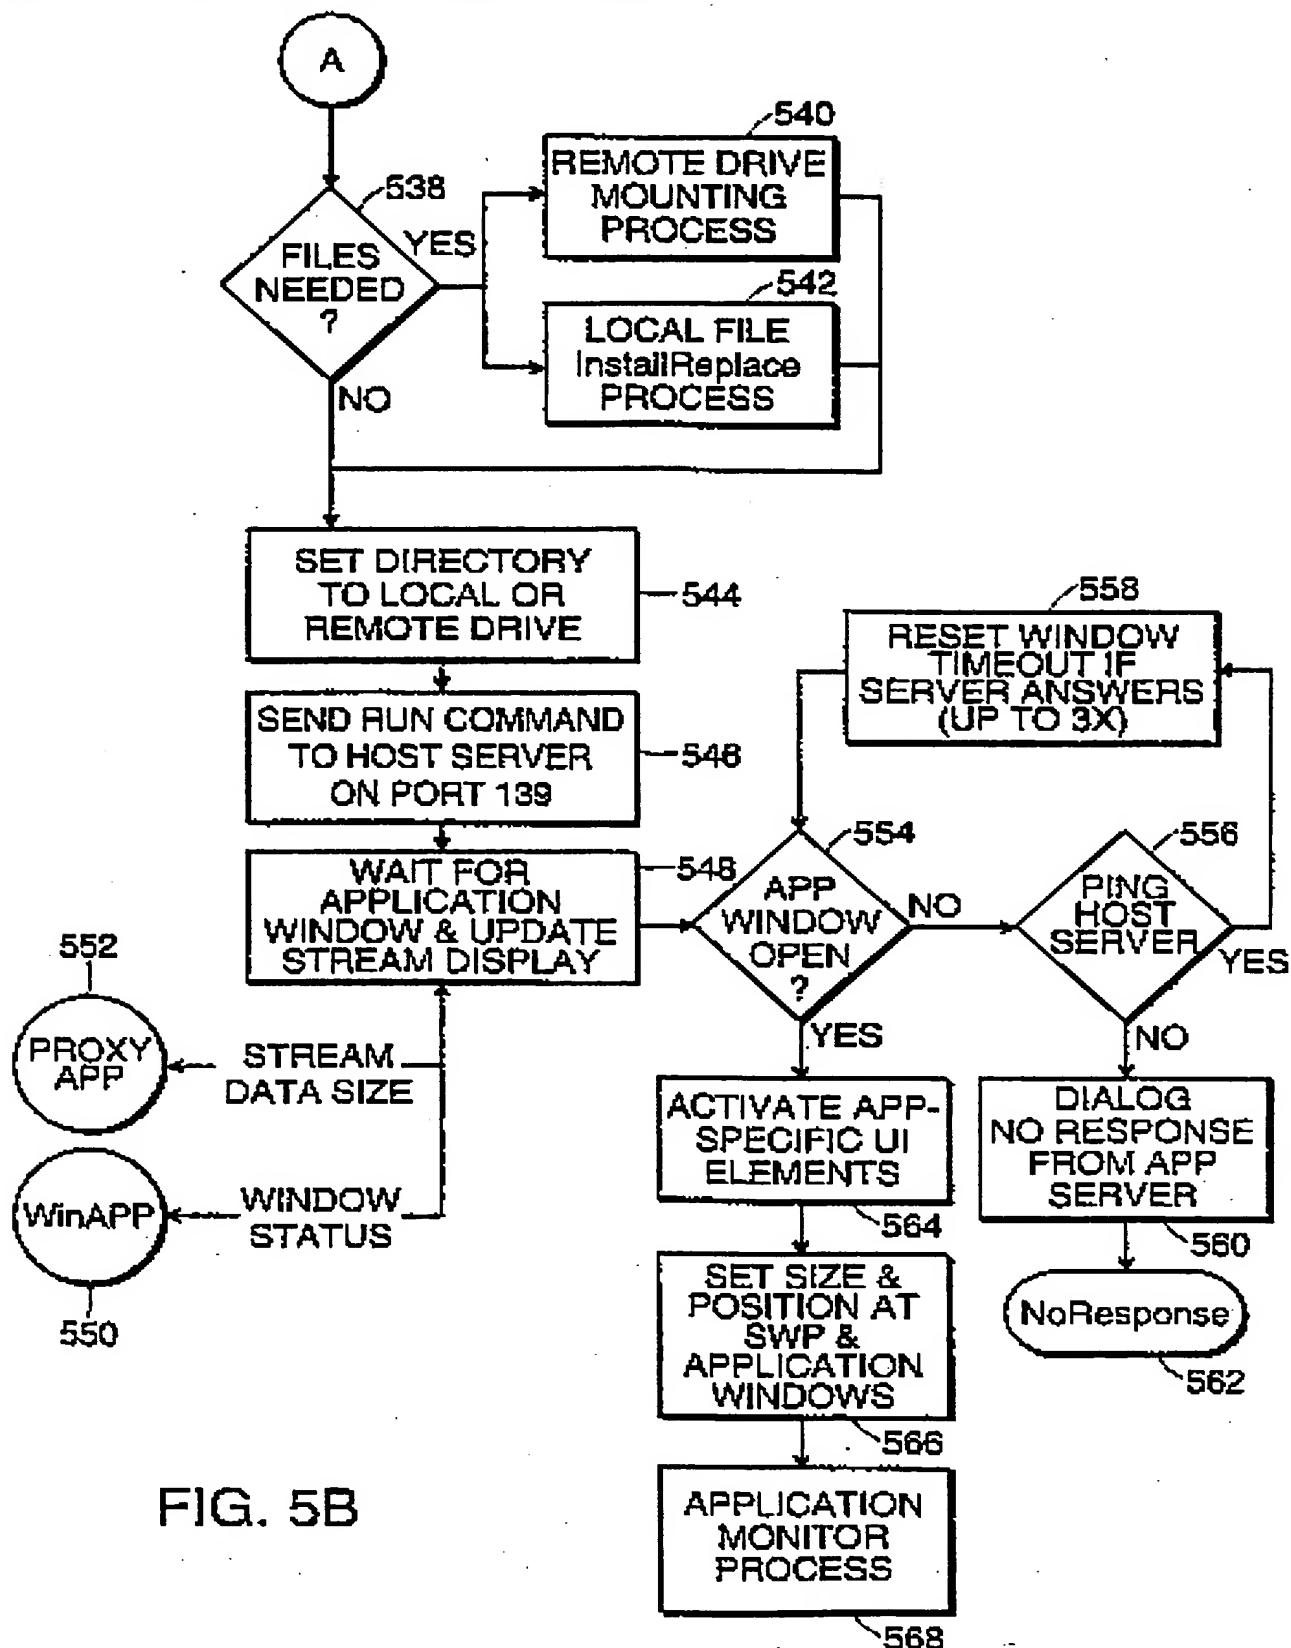 A
538
FILES
NEEDED
?
YES
NO
540
REMOTE DRIVE
MOUNTING
PROCESS
542
LOCAL FILE
InstallReplace
PROCESS
SET DIRECTORY
TO LOCAL OR
REMOTE DRIVE
544
SEND RUN COMMAND
TO HOST SERVER
ON PORT 139
546
WAIT FOR
APPLICATION
WINDOW & UPDATE
STREAM DISPLAY
548
552
PROXY
APP
STREAM
DATA SIZE
WinAPP
WINDOW
STATUS
550
558
RESET WINDOW
TIMEOUT IF
SERVER ANSWERS
(UP TO 3X)
554
APP
WINDOW
OPEN
?
NO
YES
556
PING
HOST
SERVER
YES
NO
ACTIVATE APP-
SPECIFIC UI
ELEMENTS
564
DIALOG
NO RESPONSE
FROM APP
SERVER
560
NoResponse
562
SET SIZE &
POSITION AT
SWP &
APPLICATION
WINDOWS
566
APPLICATION
MONITOR
PROCESS
568
FIG. 5B